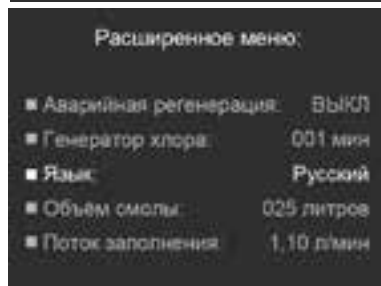 Расширенное меню:
Аварийная регенерация: ВЫКЛ
Генератор хлора: 001 мин
Язык: Русский
Объём смолы: 025 литров
Поток заполнения: 1,10 л/мин